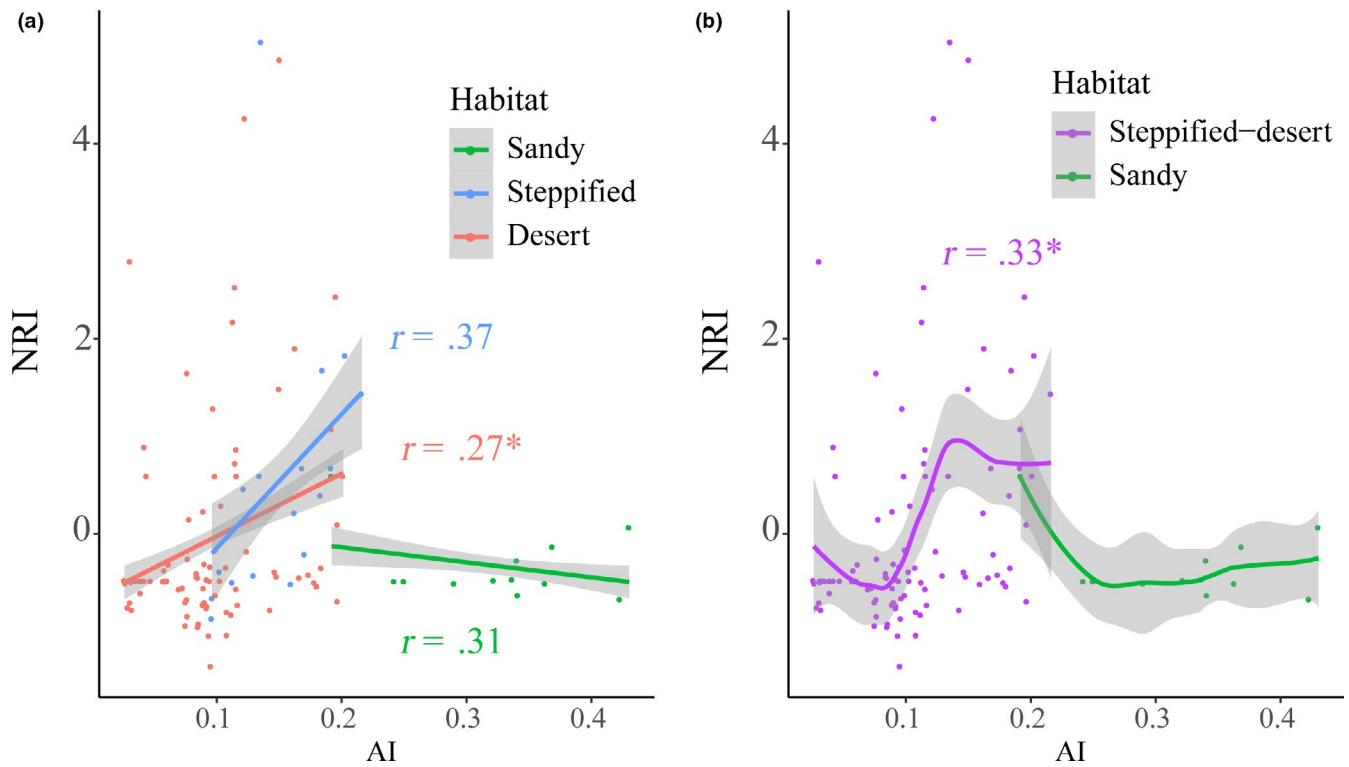 (a)
Habitat
Sandy
Steppified
Desert
4
2
0
NRI
r = .37
r = .27*
r = .31
0.1 0.2 0.3 0.4
AI
(b)
Habitat
Steppified−desert
Sandy
r = .33*
4
2
0
NRI
0.1 0.2 0.3 0.4
AI